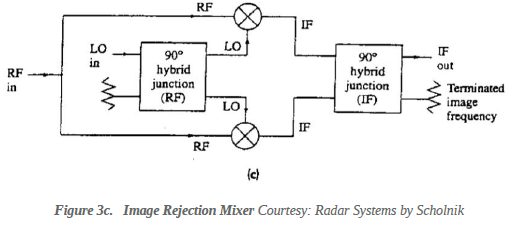 RF
IF
LO
LO
in
90°
hybrid
junction
(RF)
RF
in
LO
90°
hybrid
junction
(IF)
IF
out
Terminated
image
frequency
IF
RF
(c)
Figure 3c. Image Rejection Mixer Courtesy: Radar Systems by Scholnik